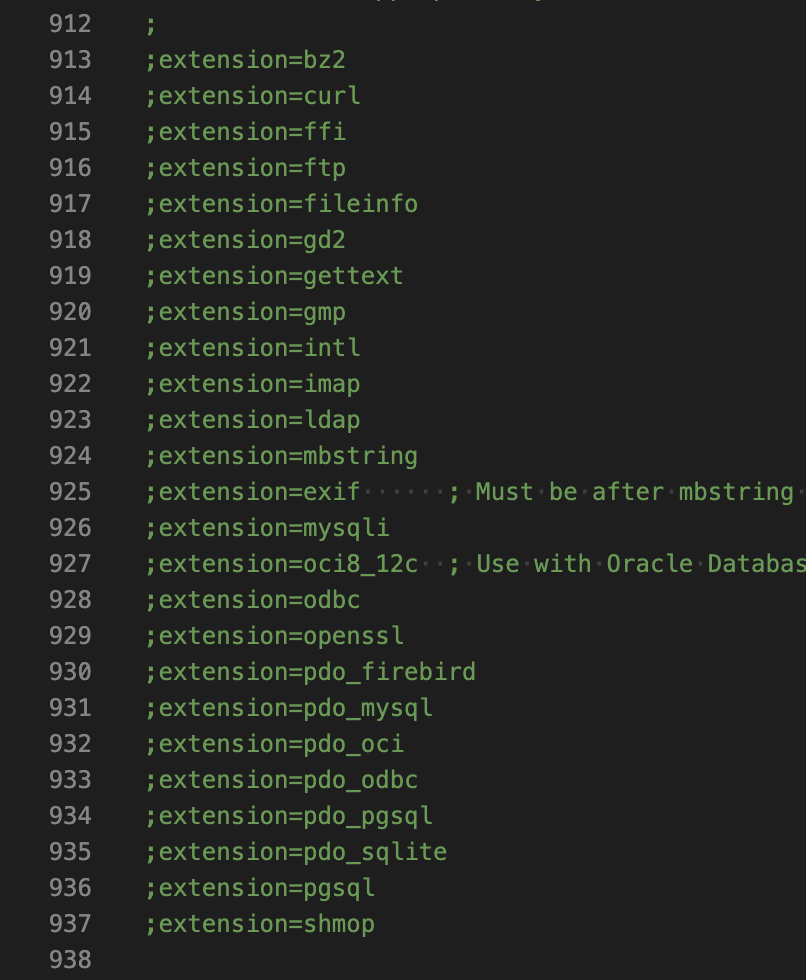 912 ;
913 ;extension=bz2
914 ;extension=curl
915 ;extension=ffi
916 ;extension=ftp
917 ;extension=fileinfo
918 ;extension=gd2
919 ;extension=gettext
920 ;extension=gmp
921 ;extension=intl
922 ;extension=imap
923 ;extension=ldap
924 ;extension=mbstring
925 ;extension=exif      ; Must be after mbstring
926 ;extension=mysqli
927 ;extension=oci8_12c  ; Use with Oracle Databas
928 ;extension=odbc
929 ;extension=openssl
930 ;extension=pdo_firebird
931 ;extension=pdo_mysql
932 ;extension=pdo_oci
933 ;extension=pdo_odbc
934 ;extension=pdo_pgsql
935 ;extension=pdo_sqlite
936 ;extension=pgsql
937 ;extension=shmop
938